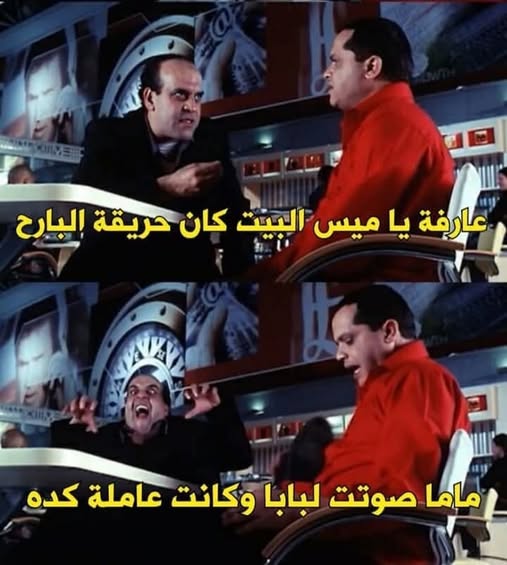 عارفة يا ميس البيت كان حريقة البارح
ماما صوتت لبابا وكانت عاملة كده